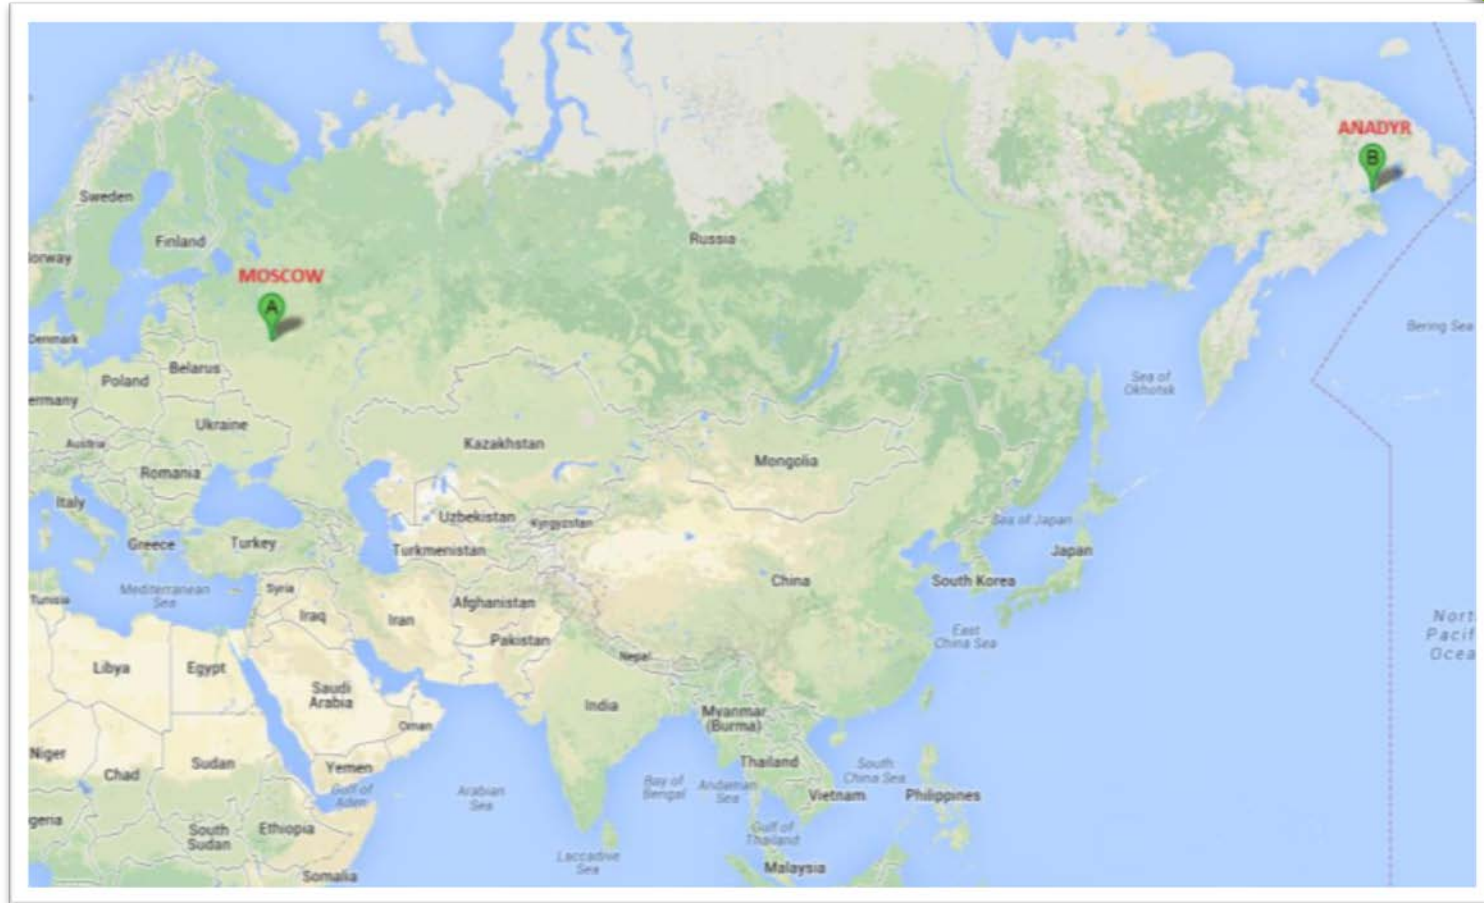 ANADYR
B
Sweden
Finland
Russia
orway
MOSCOW
A
Denmark
Bering Sea
Belarus
Poland
Sea of
Okhotsk
ermany
Ukraine
Austria
Kazakhstan
Mongolia
Romania
Italy
Uzbekistan
Kyrgyzstan
Sea of Japan
Greece
Turkey
Turkmenistan
Japan
China
South Korea
Mediterranean
Sea
Syria
Tunisia
Afghanistan
Iraq
Iran
Nort
Pacif
Ocea
East
China Sea
Pakistan
Nepal
Libya
Egypt
Saudi
Arabia
India
Myanmar
(Burma)
Oman
Niger
Sudan
Yemen
Chad
Thailand
South
China Sea
Gulf of
Aden
Arabian
Sea
Bay of
Bengal
Andaman
Sea
Vietnam
Philippines
geria
South
Sudan
Ethiopia
Gulf of
Thailand
Laccadive
Sea
Malaysia
Somalia